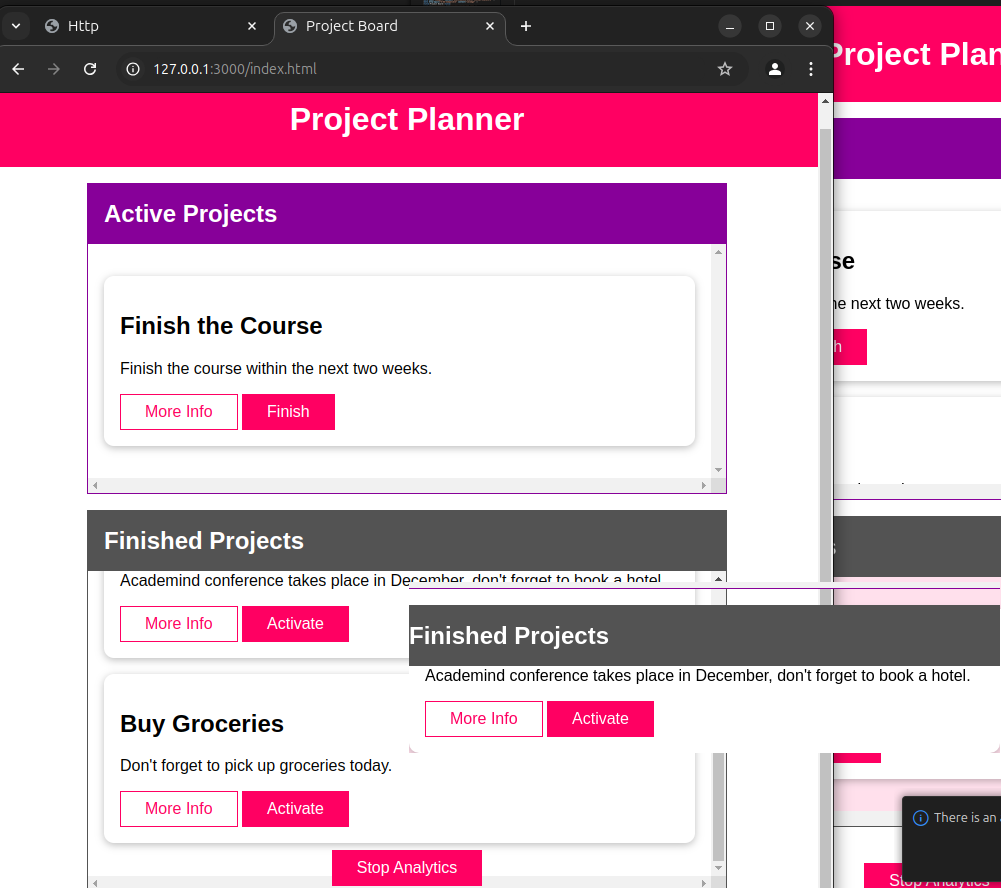 Http
Project Board
127.0.0.1:3000/index.html
Project Planner
Active Projects
Finish the Course
Finish the course within the next two weeks.
More Info
Finish
Finished Projects
Academind conference takes place in December, don't forget to book a hotel
More Info
Activate
Buy Groceries
Don't forget to pick up groceries today.
More Info
Activate
Stop Analytics
Finished Projects
Academind conference takes place in December, don't forget to book a hotel.
More Info
Activate
Project Plan
se
he next two weeks.
h
s
There is an
Stop Analytics